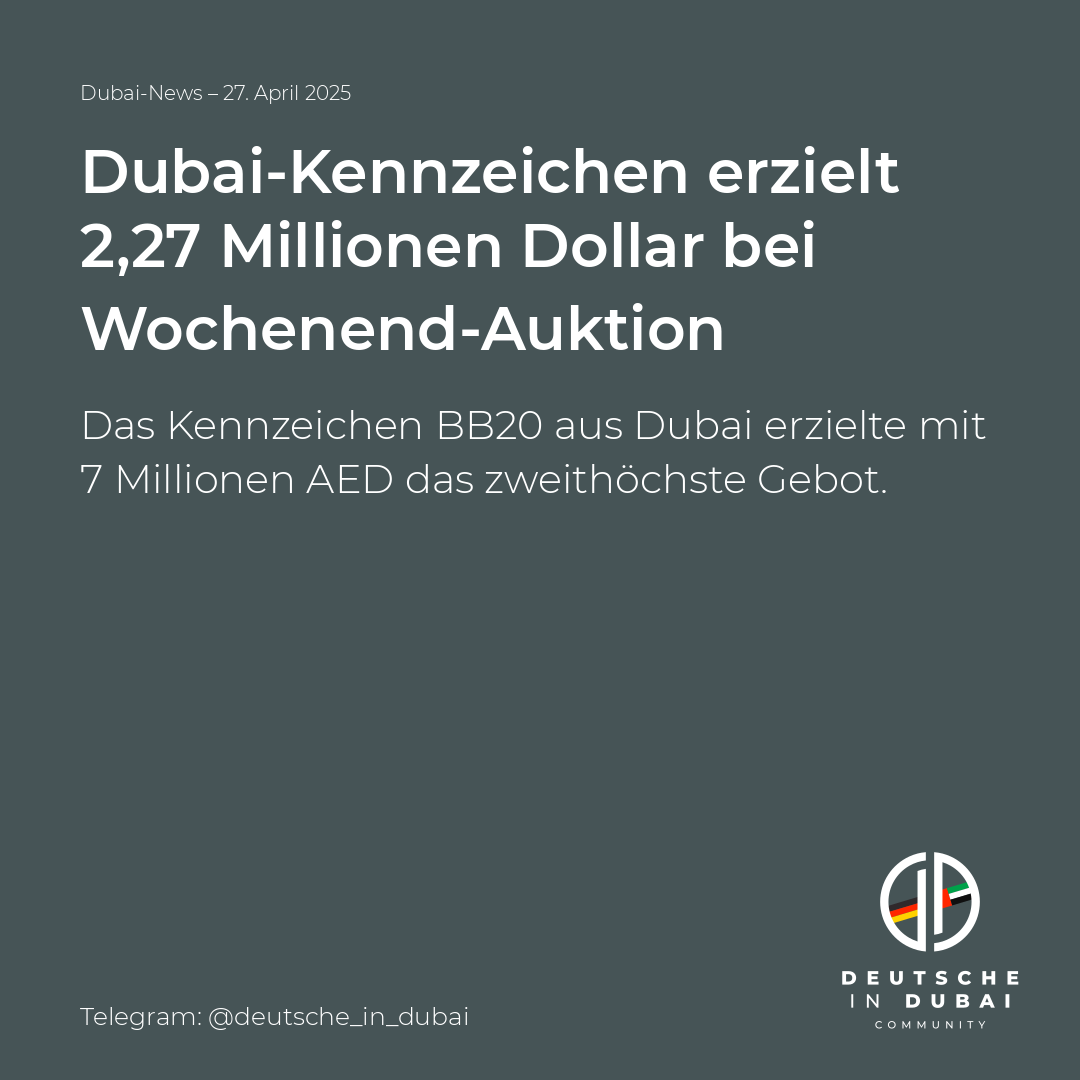 Dubai-News – 27. April 2025
Dubai-Kennzeichen erzielt
2,27 Millionen Dollar bei
Wochenend-Auktion
Das Kennzeichen BB20 aus Dubai erzielte mit
7 Millionen AED das zweithöchste Gebot.
DEUTSCHE
IN DUBAI
COMMUNITY
Telegram: @deutsche_in_dubai